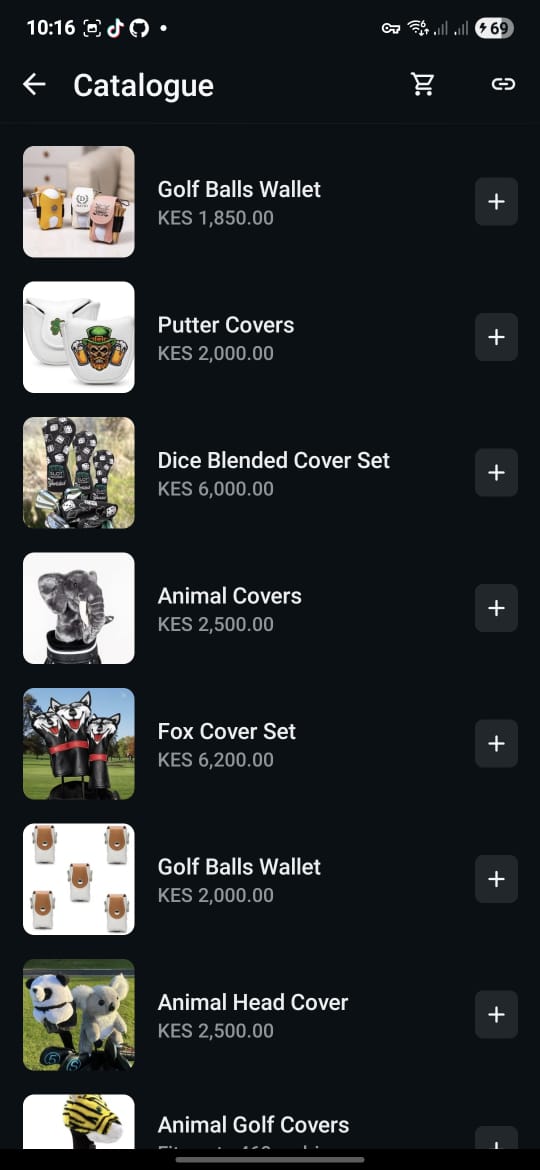 10:16
69
Catalogue
Golf Balls Wallet
KES 1,850.00
Putter Covers
KES 2,000.00
Dice Blended Cover Set
KES 6,000.00
Animal Covers
KES 2,500.00
Fox Cover Set
KES 6,200.00
Golf Balls Wallet
KES 2,000.00
Animal Head Cover
KES 2,500.00
Animal Golf Covers